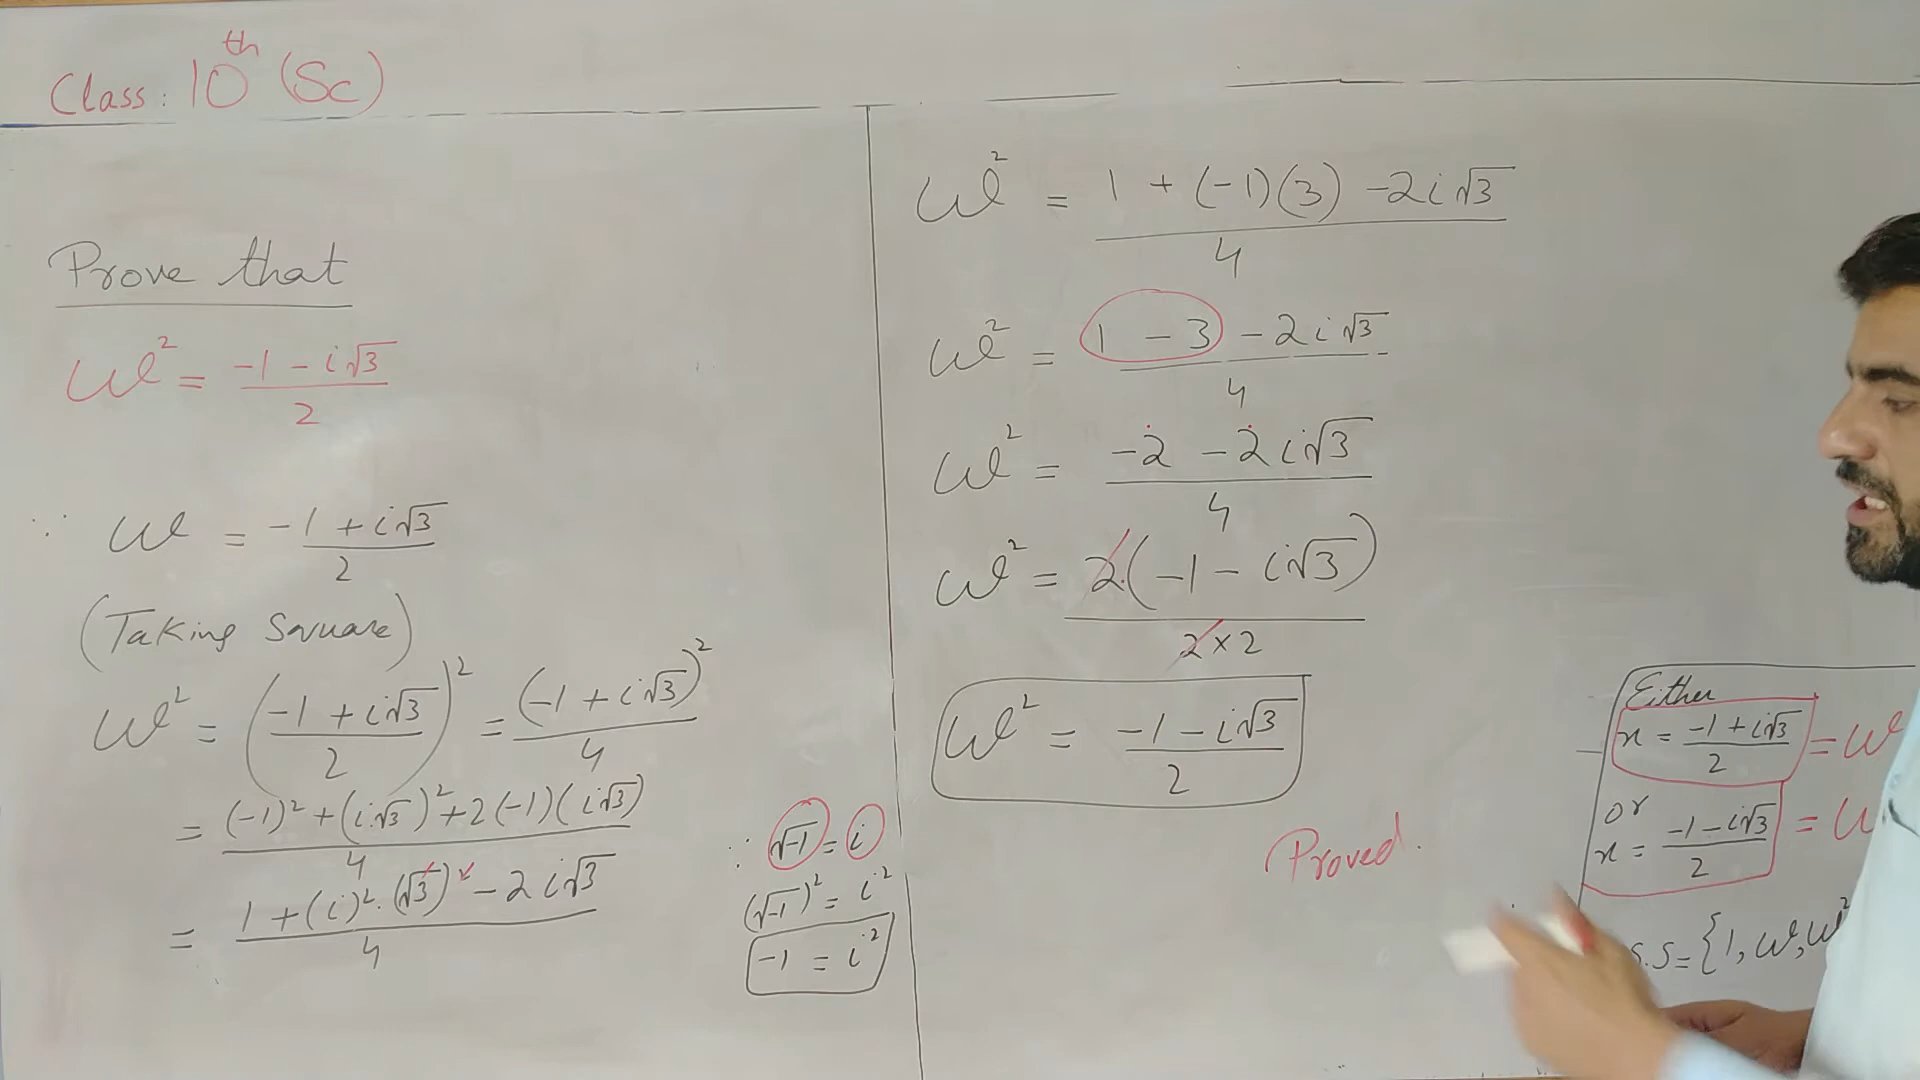 Class: 10th (Sc)
Prove that
ω² = (-1 - i√3)/2
∵ ω = (-1 + i√3)/2
(Taking Square)
ω² = ((-1 + i√3)/2)² = (-1 + i√3)²/4
= ((-1)² + (i√3)² + 2(-1)(i√3))/4
= (1 + (i)²·(√3)² - 2i√3)/4
∵ √-1 = i
(√-1)² = i²
-1 = i²
ω² = (1 + (-1)(3) - 2i√3)/4
ω² = (1 - 3 - 2i√3)/4
ω² = (-2 - 2i√3)/4
ω² = 2(-1 - i√3)/(2×2)
ω² = (-1 - i√3)/2
Proved.
Either
x = (-1 + i√3)/2 = ω
or
x = (-1 - i√3)/2 =
S.S = {1, ω, ω²